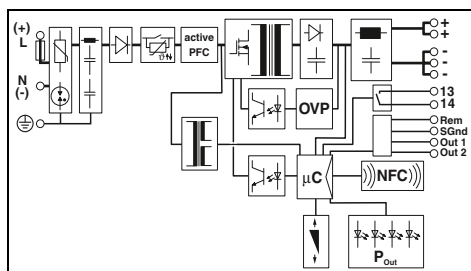 (+)
L
N
(-)
active
PFC
ϑ
OVP
+
+
-
-
-
13
14
Rem
SGnd
Out 1
Out 2
μC
NFC
P Out